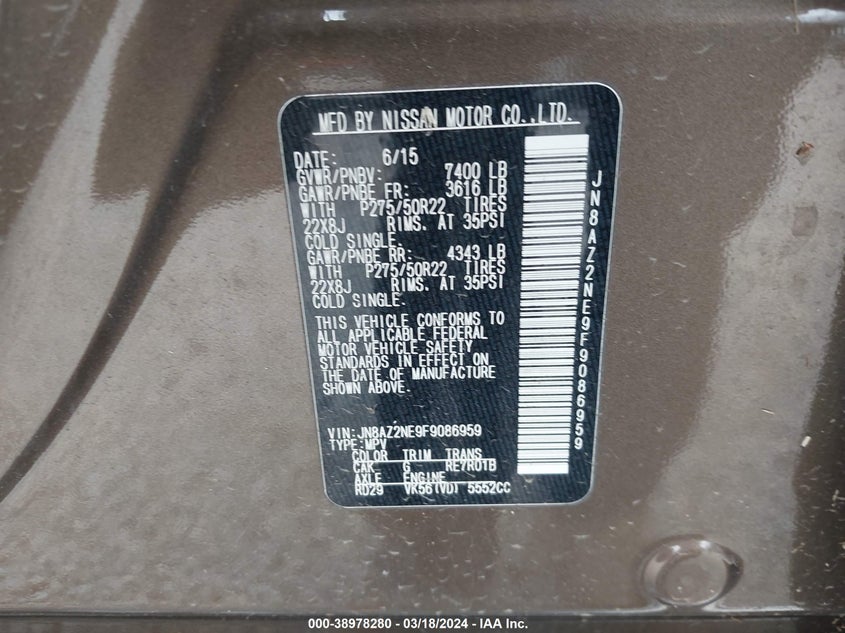 MFD BY NISSAN MOTOR CO.,LTD.
DATE: 6/15
GVWR/PNBV: 7400 LB
GAWR/PNBE FR: 3616 LB
WITH P275/50R22 TIRES
22X8J RIMS. AT 35PSI
COLD SINGLE.
GAWR/PNBE RR: 4343 LB
WITH P275/50R22 TIRES
22X8J RIMS. AT 35PSI
COLD SINGLE.
THIS VEHICLE CONFORMS TO
ALL APPLICABLE FEDERAL
MOTOR VEHICLE SAFETY
STANDARDS IN EFFECT ON
THE DATE OF MANUFACTURE
SHOWN ABOVE.
VIN:JN8AZ2NE9F9086959
TYPE:MPV
COLOR TRIM TRANS
CAK G RE7R01B
AXLE ENGINE
RD29 VK56(VD) 5552CC
JN8AZ2NE9F9086959
000-38978280 - 03/18/2024 - IAA Inc.